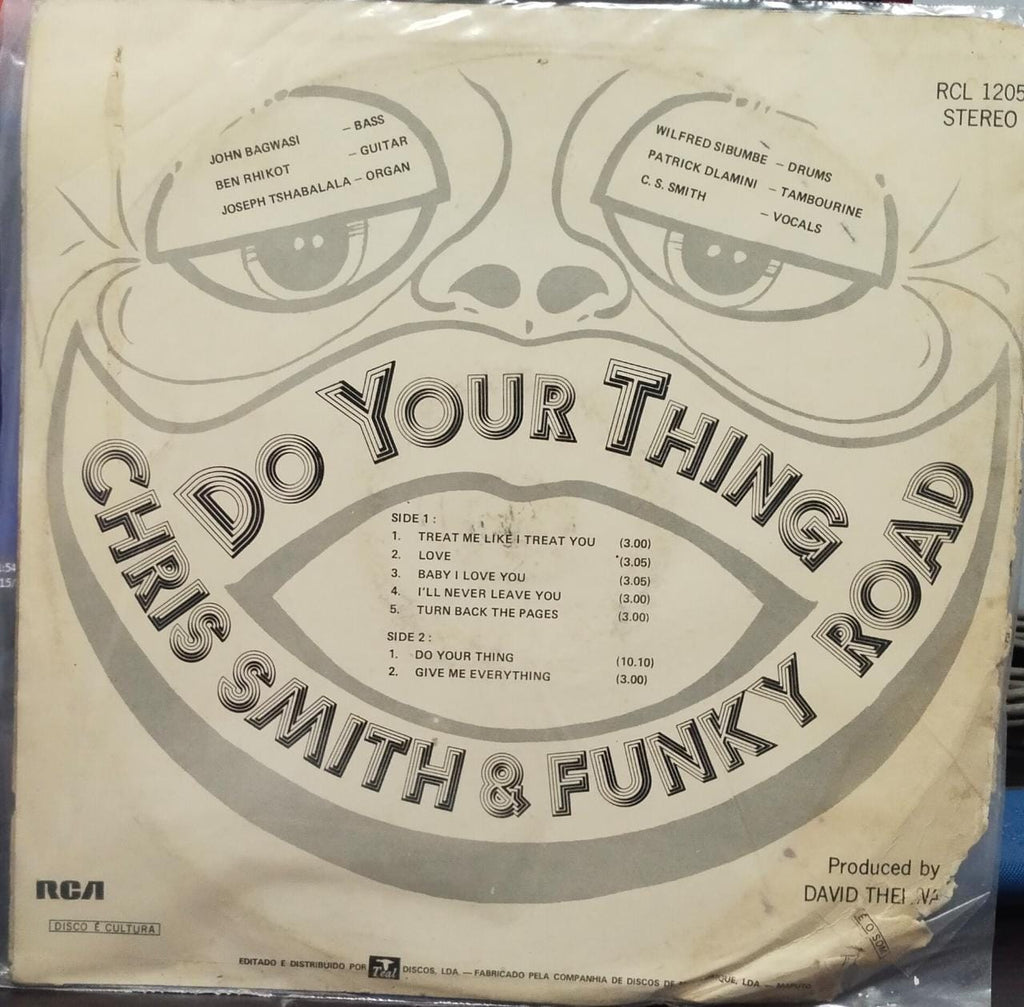 RCL 1205
STEREO
JOHN BAGWASI – BASS
BEN RHIKOT – GUITAR
JOSEPH TSHABALALA – ORGAN
WILFRED SIBUMBE – DRUMS
PATRICK DLAMINI – TAMBOURINE
C. S. SMITH – VOCALS
DO YOUR THING
CHRIS SMITH & FUNKY ROAD
SIDE 1 :
1. TREAT ME LIKE I TREAT YOU (3.00)
2. LOVE (3.05)
3. BABY I LOVE YOU (3.05)
4. I'LL NEVER LEAVE YOU (3.00)
5. TURN BACK THE PAGES (3.00)
SIDE 2 :
1. DO YOUR THING (10.10)
2. GIVE ME EVERYTHING (3.00)
Produced by
DAVID
RCA
DISCO É CULTURA
É O SOM
EDITADO E DISTRIBUIDO POR Teal DISCOS, LDA. — FABRICADO PELA COMPANHIA DE DISCOS DE LDA — MAPUTO